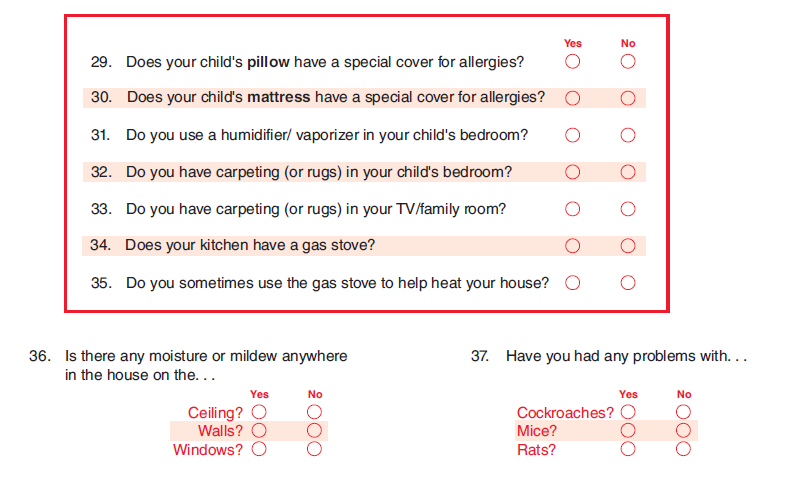 Yes No
29. Does your child's pillow have a special cover for allergies?
30. Does your child's mattress have a special cover for allergies?
31. Do you use a humidifier/ vaporizer in your child's bedroom?
32. Do you have carpeting (or rugs) in your child's bedroom?
33. Do you have carpeting (or rugs) in your TV/family room?
34. Does your kitchen have a gas stove?
35. Do you sometimes use the gas stove to help heat your house?
36. Is there any moisture or mildew anywhere
in the house on the. . .
Yes No
Ceiling?
Walls?
Windows?
37. Have you had any problems with. . .
Yes No
Cockroaches?
Mice?
Rats?